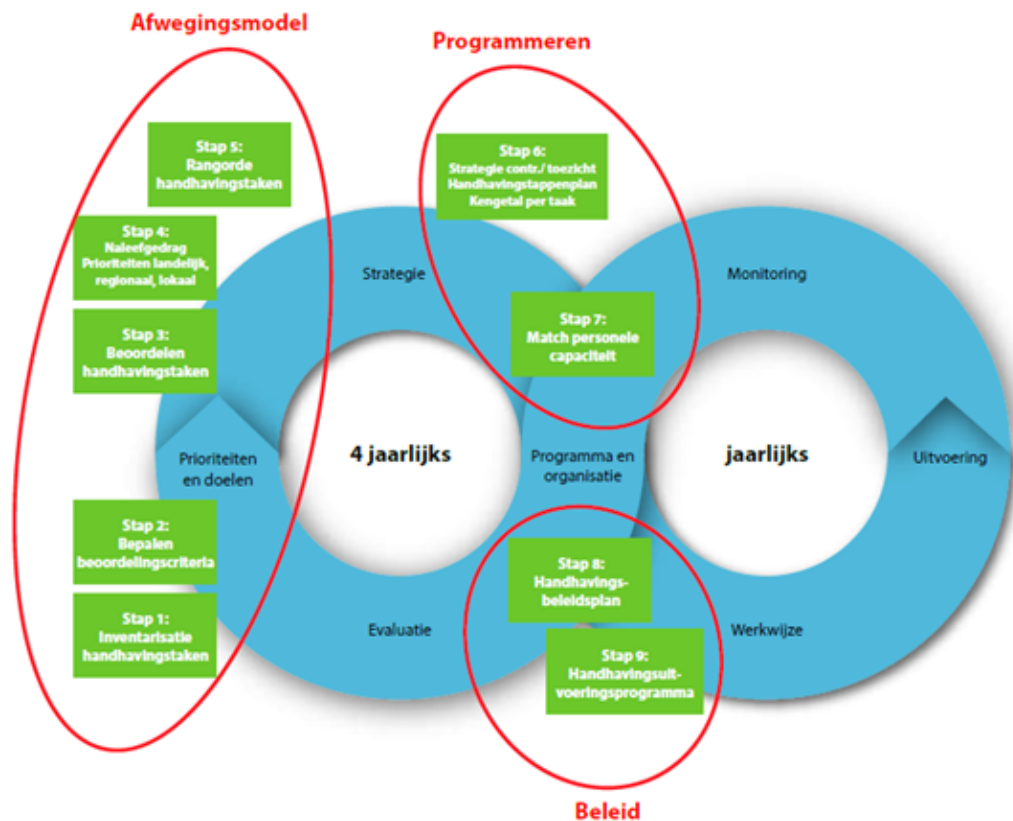 Afwegingsmodel
Programmeren
Stap 5:
Rangorde
handhavingstaken
Stap 6:
Strategie contr./ toezicht
Handhavingstappenplan
Kengetal per taak
Stap 4:
Naleefgedrag
Prioriteiten landelijk,
regionaal, lokaal
Strategie
Monitoring
Stap 3:
Beoordelen
handhavingstaken
Stap 7:
Match personele
capaciteit
Prioriteiten
en doelen
4 jaarlijks
Programma en
organisatie
jaarlijks
Uitvoering
Stap 2:
Bepalen
beoordelingscriteria
Stap 8:
Handhavings-
beleidsplan
Stap 1:
Inventarisatie
handhavingstaken
Evaluatie
Werkwijze
Stap 9:
Handhavingsuit-
voeringsprogramma
Beleid